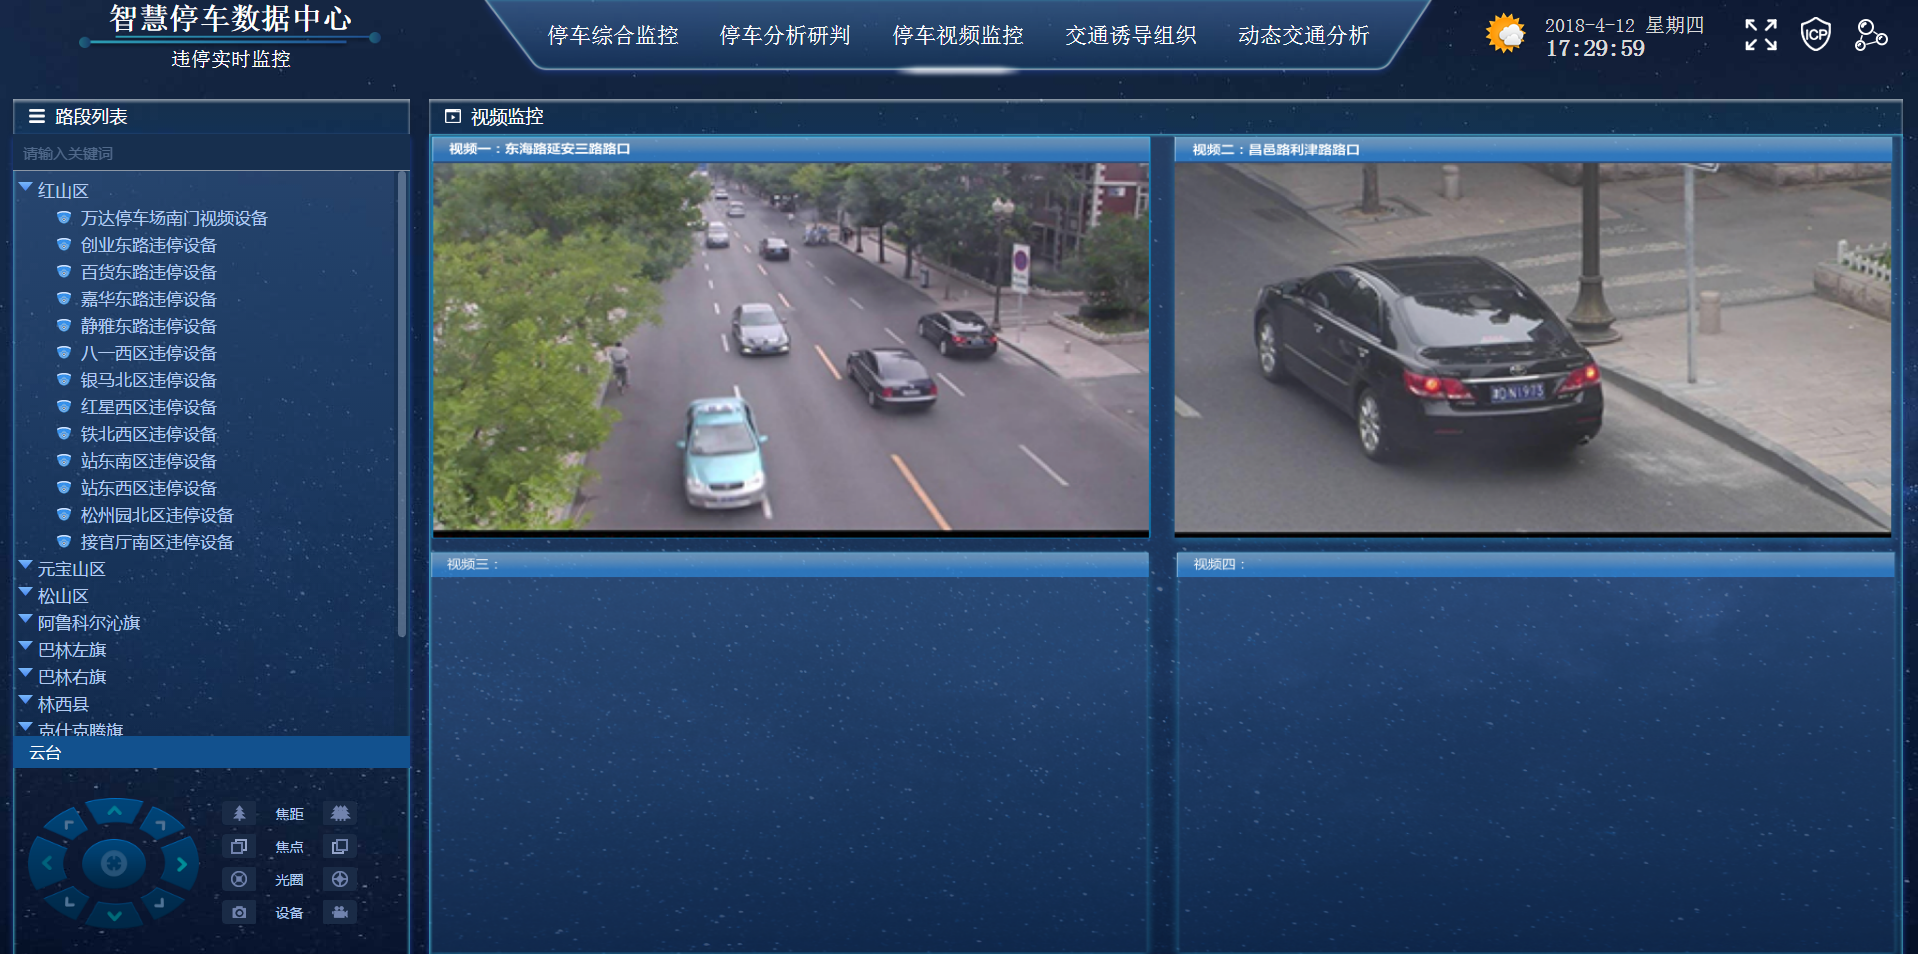 智慧停车数据中心
违停实时监控
停车综合监控
停车分析研判
停车视频监控
交通诱导组织
动态交通分析
2018-4-12 星期四
17:29:59
ICP
路段列表
请输入关键词
红山区
万达停车场南门视频设备
创业东路违停设备
百货东路违停设备
嘉华东路违停设备
静雅东路违停设备
八一西区违停设备
银马北区违停设备
红星西区违停设备
铁北西区违停设备
站东南区违停设备
站东西区违停设备
松州园北区违停设备
接官厅南区违停设备
元宝山区
松山区
阿鲁科尔沁旗
巴林左旗
巴林右旗
林西县
克什克腾旗
云台
焦距
焦点
光圈
设备
视频监控
视频一：东海路延安三路路口
视频二：昌邑路利津路路口
视频三：
视频四：